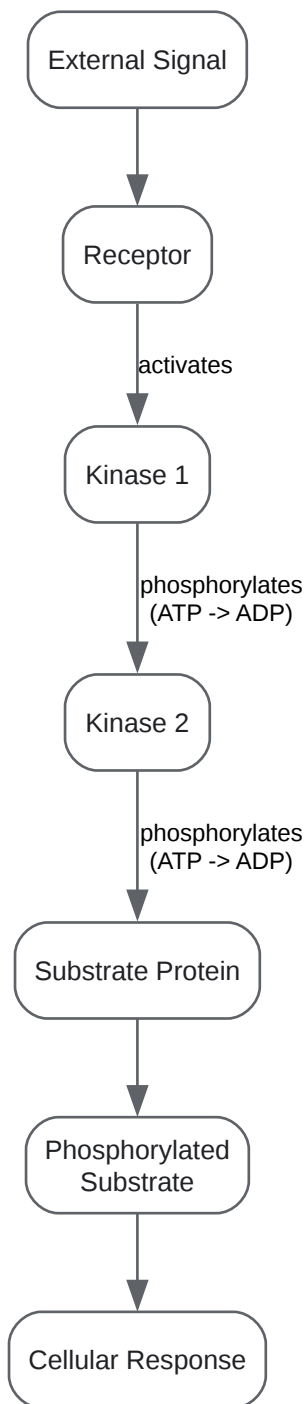 External Signal
Receptor
activates
Kinase 1
phosphorylates
(ATP -> ADP)
Kinase 2
phosphorylates
(ATP -> ADP)
Substrate Protein
Phosphorylated
Substrate
Cellular Response